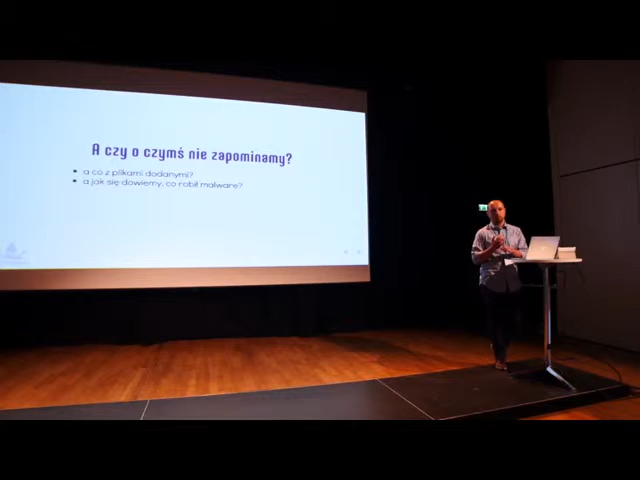 A czy o czymś nie zapominamy?
a co z plikami dodanymi?
a jak się dowiemy, co robił malware?